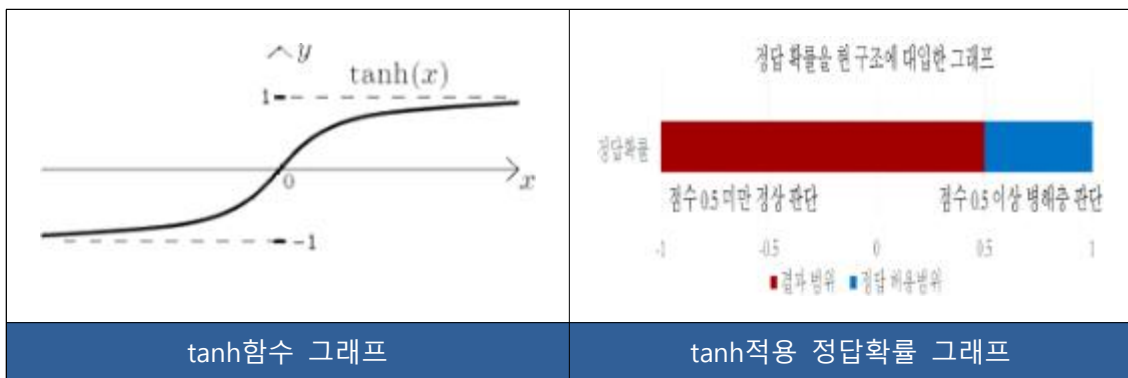 y
tanh(x)
1
0
x
-1
tanh함수 그래프
정답 확률을 현 구조에 대입한 그래프
정답확률
점수 0.5 미만 정상 판단
점수 0.5 이상 병해충 판단
-1 -0.5 0 0.5 1
결과 범위 정답 허용범위
tanh적용 정답확률 그래프